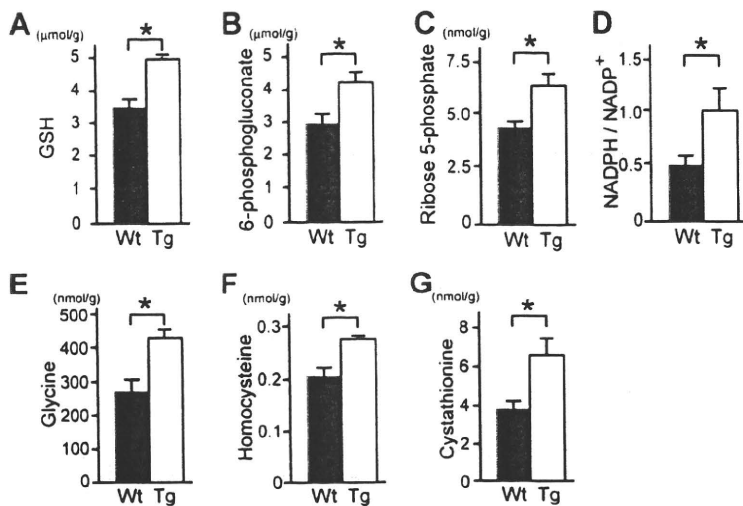 A (μmol/g) *
GSH
5
4
3
2
1
0
Wt Tg
B (μmol/g) *
6-phosphogluconate
5
4
3
2
1
0
Wt Tg
C (nmol/g) *
Ribose 5-phosphate
7.5
5.0
2.5
0
Wt Tg
D *
NADPH / NADP+
1.5
1.0
0.5
0
Wt Tg
E (nmol/g) *
Glycine
500
400
300
200
100
0
Wt Tg
F (nmol/g) *
Homocysteine
0.3
0.2
0.1
0
Wt Tg
G (nmol/g) *
Cystathionine
8
6
4
2
0
Wt Tg